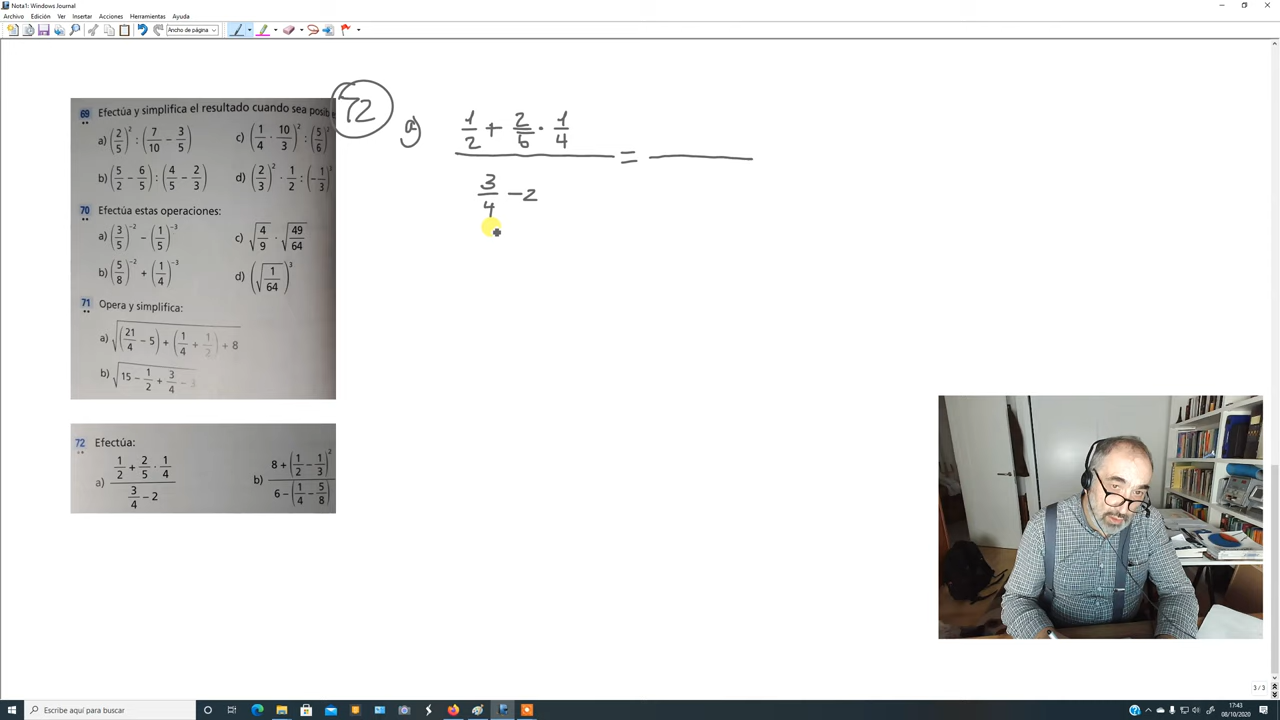 Nota1: Windows Journal
Archivo Edición Ver Insertar Acciones Herramientas Ayuda
Ancho de página
69 Efectúa y simplifica el resultado cuando sea posible
a) (2/5)² : (7/10 − 3/5)
c) (1/4 · 10/3)² : (5/6)²
b) (5/2 − 6/5) : (4/5 − 2/3)
d) (2/3)² · 1/2 : (−1/3)
70 Efectúa estas operaciones:
a) (3/5)⁻² − (1/5)⁻³
c) √(4/9) · √(49/64)
b) (5/8)⁻² + (1/4)⁻³
d) (√(1/64))³
71 Opera y simplifica:
a) √((21/4 − 5) + (1/4 + 1/2) + 8)
b) √(15 − 1/2 + 3/4 − 3
72 Efectúa:
a) (1/2 + 2/5 · 1/4) / (3/4 − 2)
b) (8 + (1/2 − 1/3)²) / (6 − (1/4 − 5/8)
72
a) (1/2 + 2/6 · 1/4) / (3/4 − 2) =
3 / 3
Escribe aquí para buscar
17:43
08/10/2020